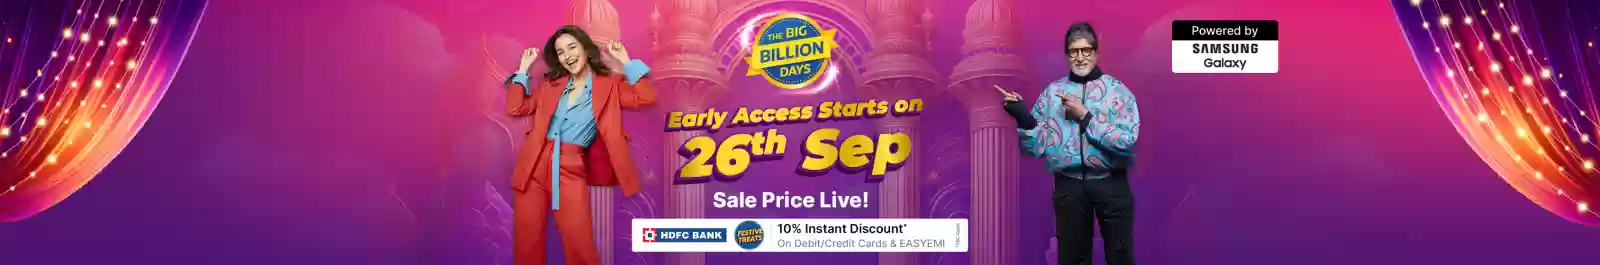 THE BIG
BILLION
DAYS
Early Access Starts on
26th Sep
Sale Price Live!
HDFC BANK
FESTIVE
TREATS
10% Instant Discount*
On Debit/Credit Cards & EASYEMI
*T&C Apply
Powered by
SAMSUNG
Galaxy